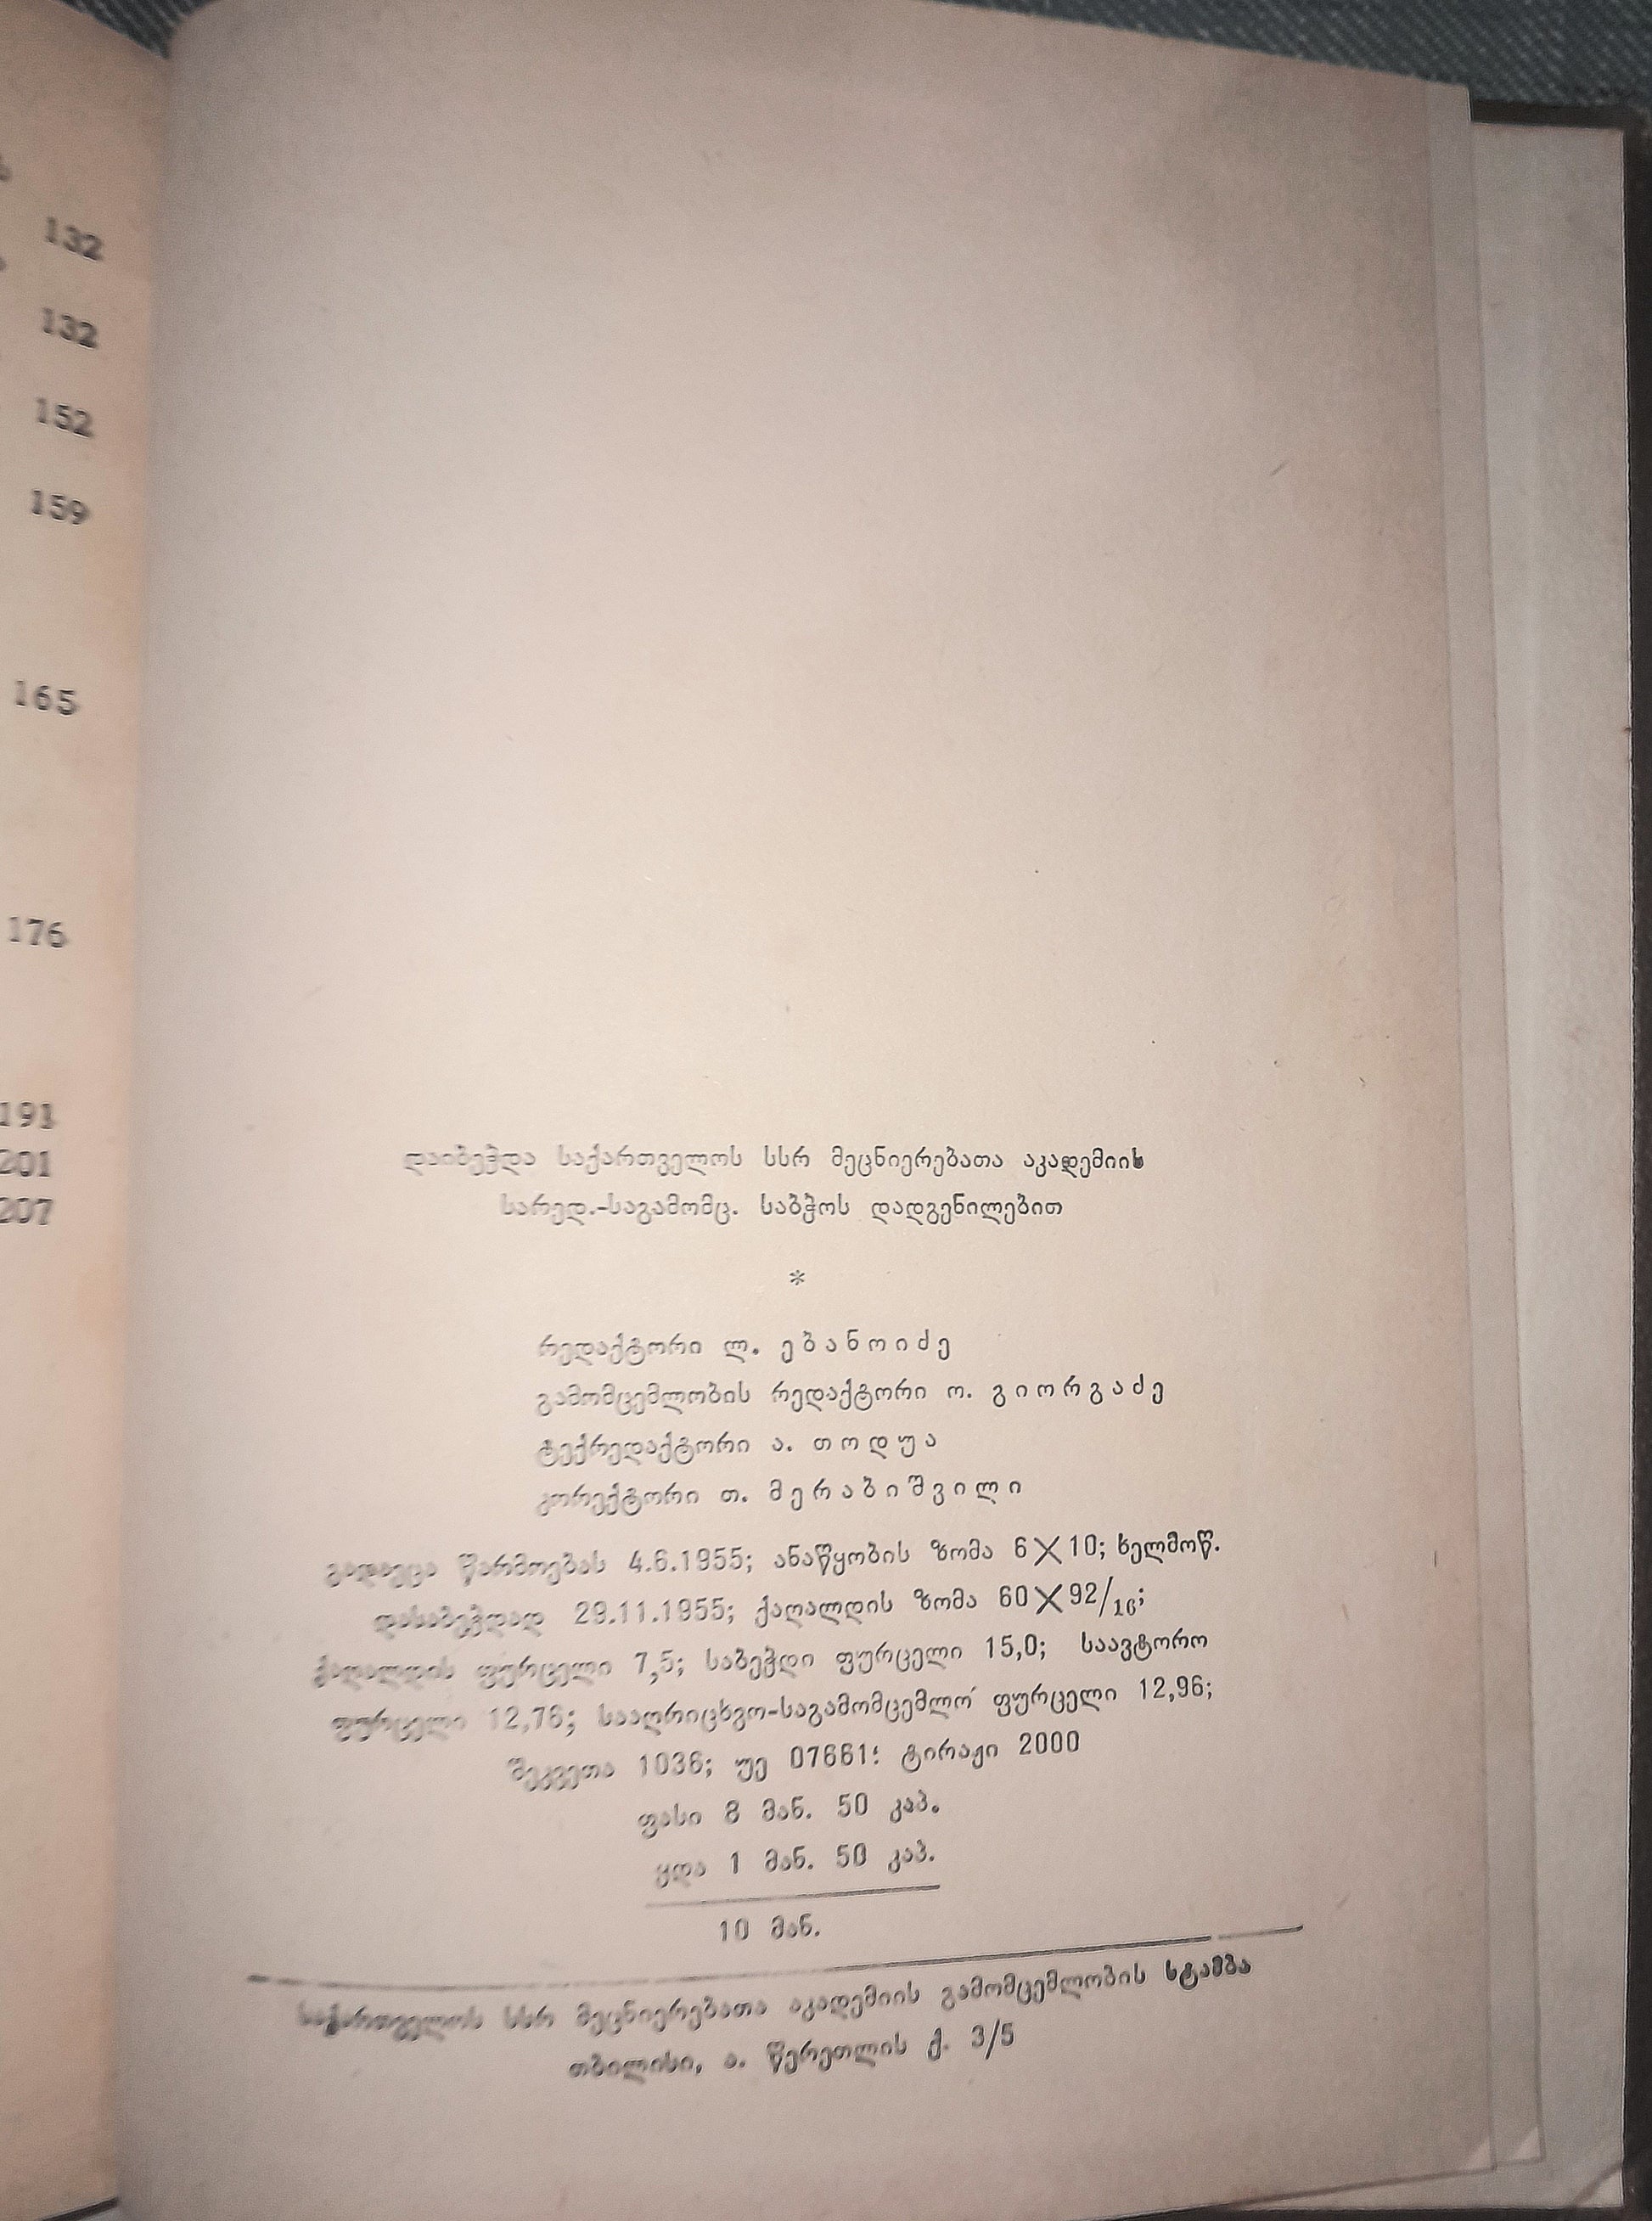 132
132
152
159
165
176
191
201
207
დაიბეჭდა საქართველოს სსრ მეცნიერებათა აკადემიის
სარედ.-საგამომც. საბჭოს დადგენილებით
*
რედაქტორი ლ. ებანოიძე
გამომცემლობის რედაქტორი ო. გიორგაძე
ტექრედაქტორი ა. თოდუა
კორექტორი თ. მერაბიშვილი
გადაეცა წარმოებას 4.6.1955; ანაწყობის ზომა 6×10; ხელმოწ.
დასაბეჭდად 29.11.1955; ქაღალდის ზომა 60×92/16;
ქაღალდის ფურცელი 7,5; საბეჭდი ფურცელი 15,0; საავტორო
ფურცელი 12,76; სააღრიცხვო-საგამომცემლო ფურცელი 12,96;
შეკვეთა 1036; უე 07661; ტირაჟი 2000
ფასი 8 მან. 50 კაპ.
ყდა 1 მან. 50 კაპ.
10 მან.
საქართველოს სსრ მეცნიერებათა აკადემიის გამომცემლობის სტამბა
თბილისი, ა. წერეთლის ქ. 3/5